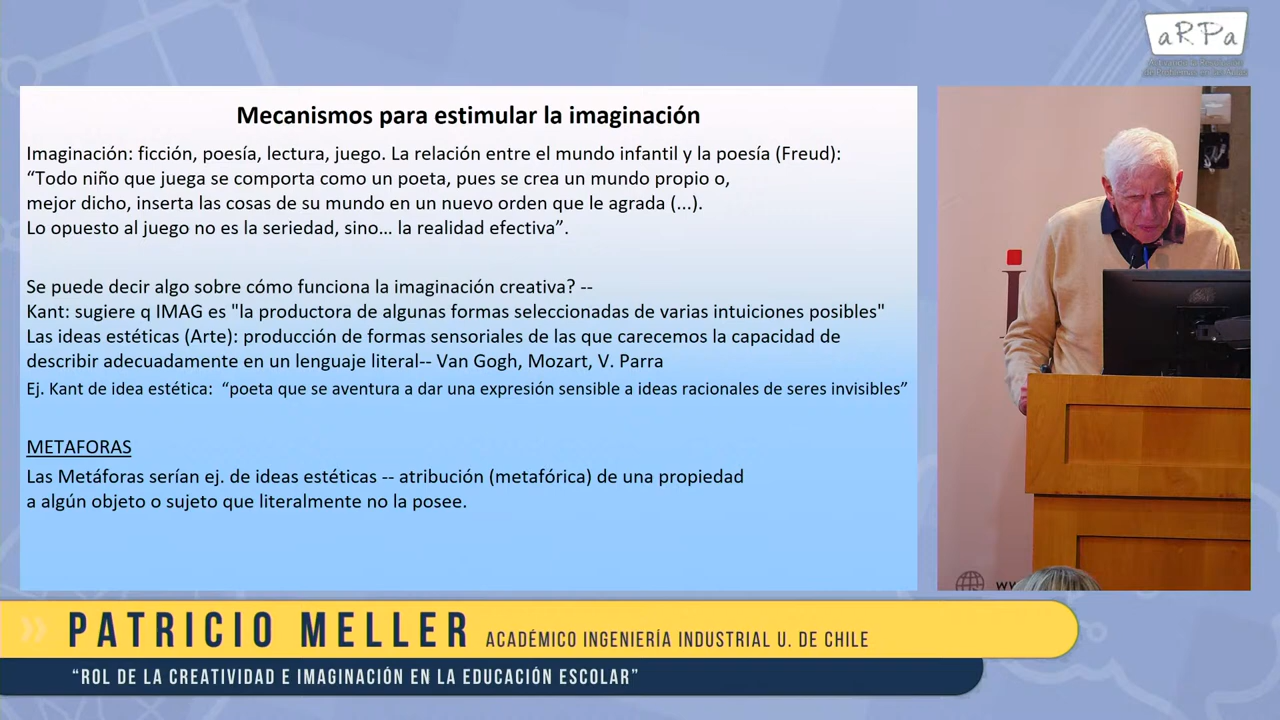 aRPa
Activando la Resolución
de Problemas en las Aulas
Mecanismos para estimular la imaginación
Imaginación: ficción, poesía, lectura, juego. La relación entre el mundo infantil y la poesía (Freud):
“Todo niño que juega se comporta como un poeta, pues se crea un mundo propio o,
mejor dicho, inserta las cosas de su mundo en un nuevo orden que le agrada (...).
Lo opuesto al juego no es la seriedad, sino... la realidad efectiva”.
Se puede decir algo sobre cómo funciona la imaginación creativa? --
Kant: sugiere q IMAG es "la productora de algunas formas seleccionadas de varias intuiciones posibles"
Las ideas estéticas (Arte): producción de formas sensoriales de las que carecemos la capacidad de
describir adecuadamente en un lenguaje literal-- Van Gogh, Mozart, V. Parra
Ej. Kant de idea estética: “poeta que se aventura a dar una expresión sensible a ideas racionales de seres invisibles”
METAFORAS
Las Metáforas serían ej. de ideas estéticas -- atribución (metafórica) de una propiedad
a algún objeto o sujeto que literalmente no la posee.
PATRICIO MELLER ACADÉMICO INGENIERÍA INDUSTRIAL U. DE CHILE
“ROL DE LA CREATIVIDAD E IMAGINACIÓN EN LA EDUCACIÓN ESCOLAR”